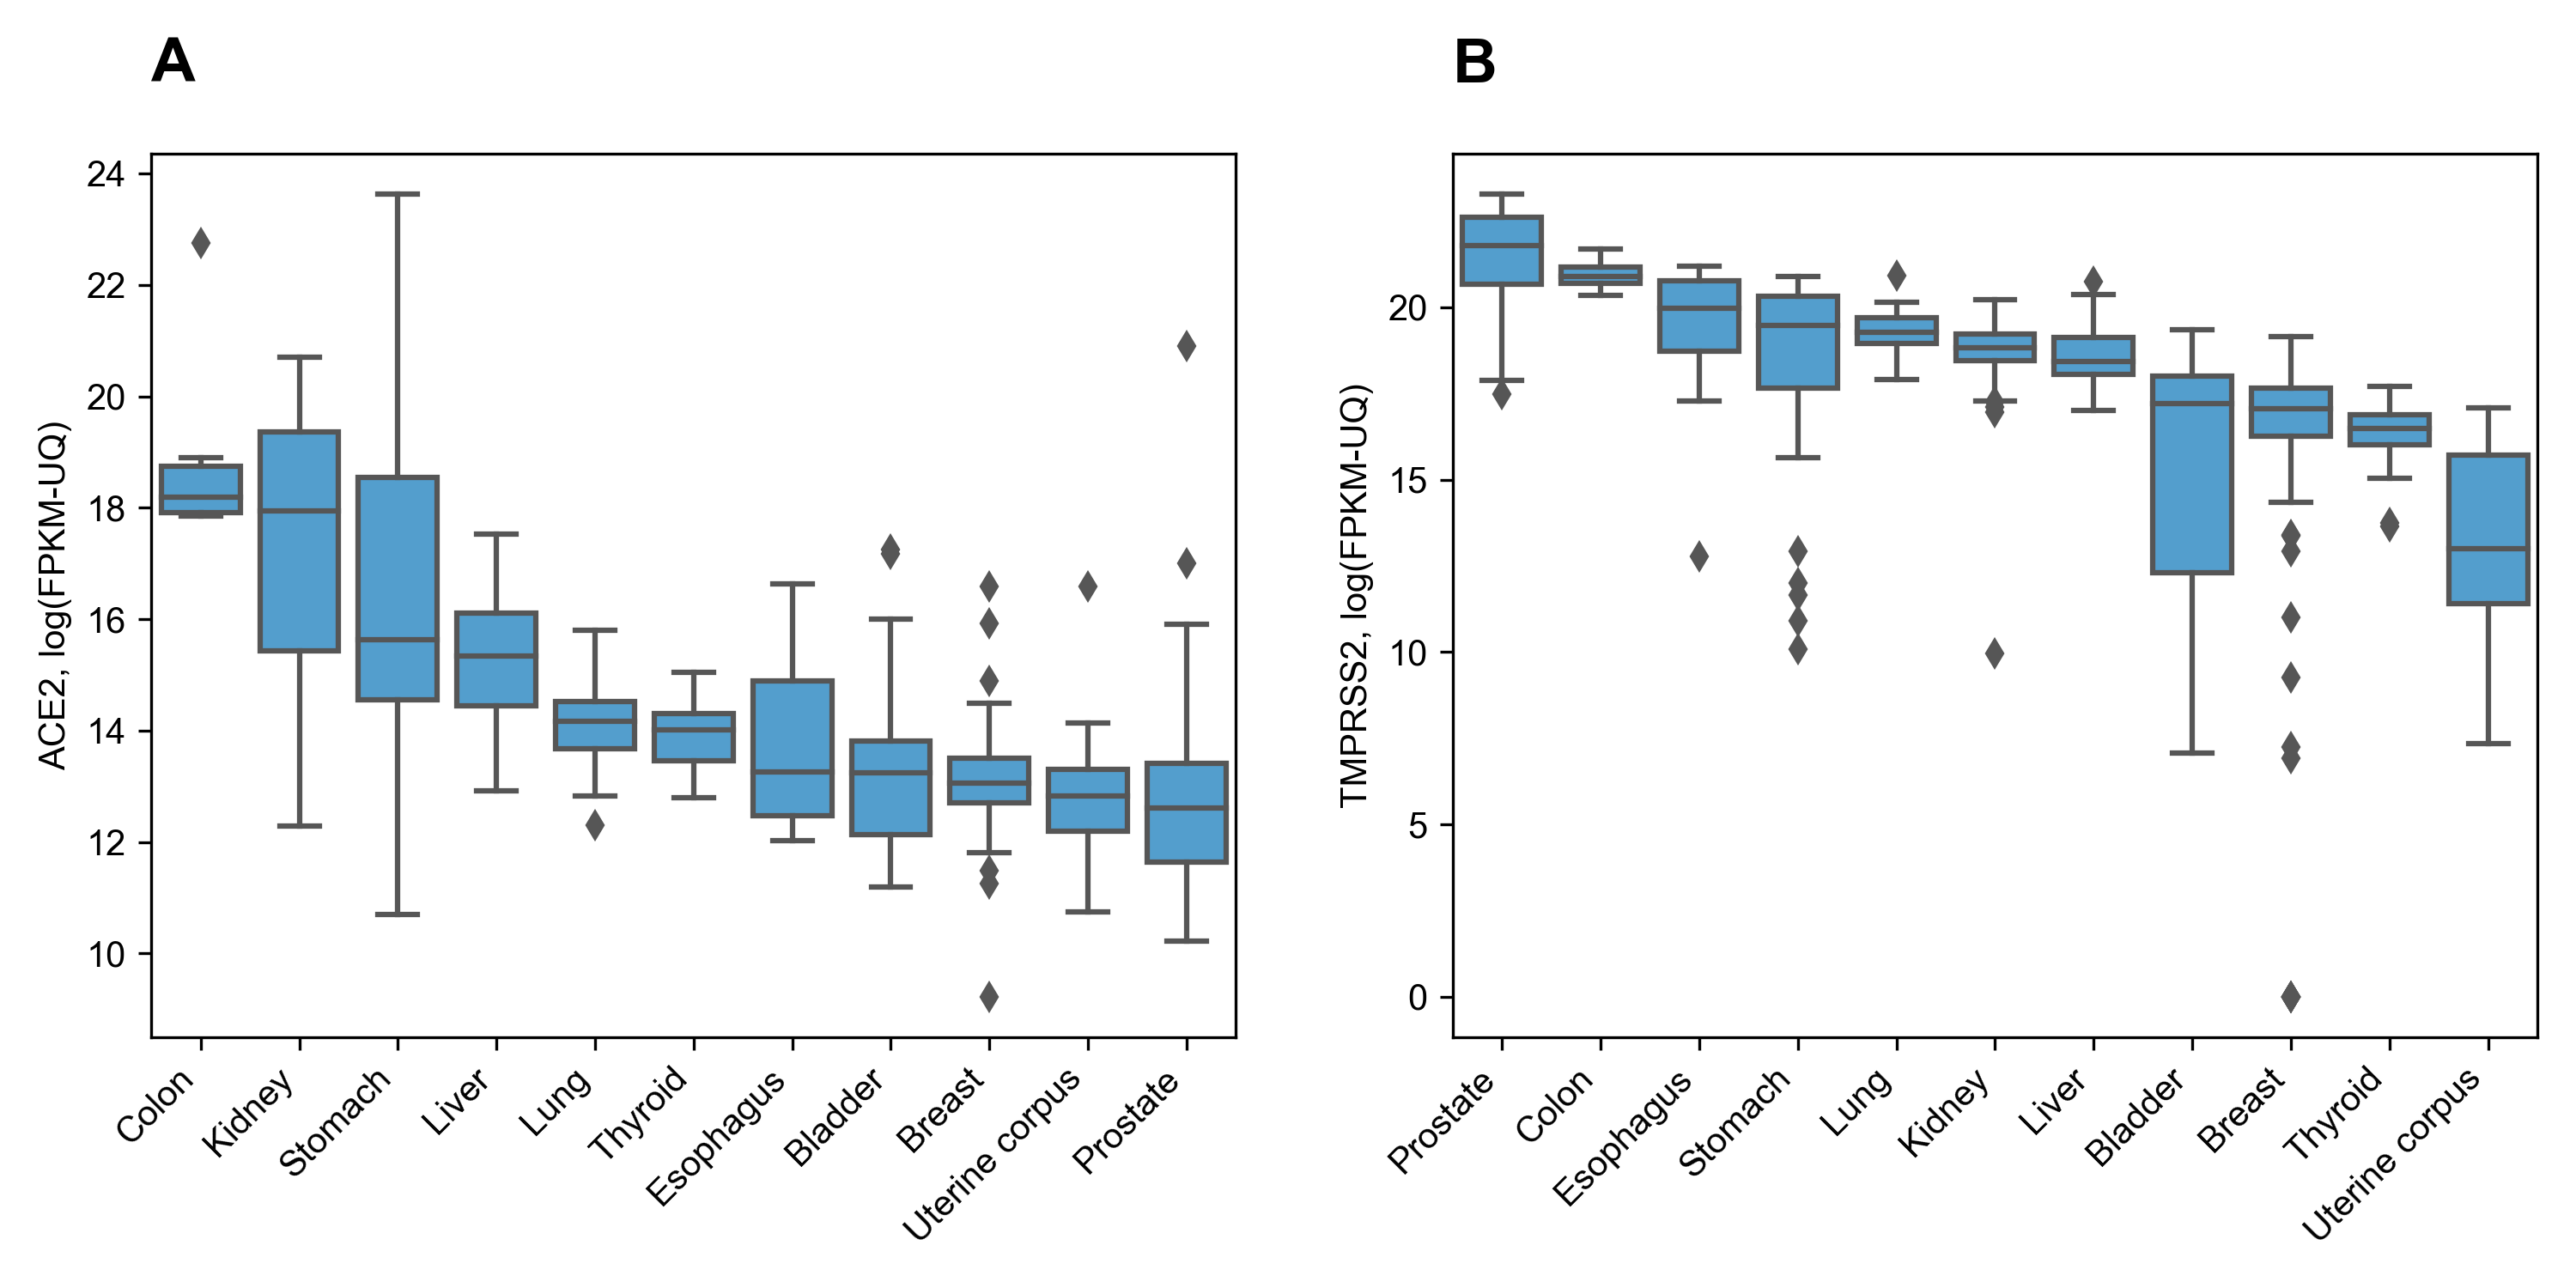 A
ACE2, log(FPKM-UQ)
24
22
20
18
16
14
12
10
Colon
Kidney
Stomach
Liver
Lung
Thyroid
Esophagus
Bladder
Breast
Uterine corpus
Prostate
B
TMPRSS2, log(FPKM-UQ)
20
15
10
5
0
Prostate
Colon
Esophagus
Stomach
Lung
Kidney
Liver
Bladder
Breast
Thyroid
Uterine corpus